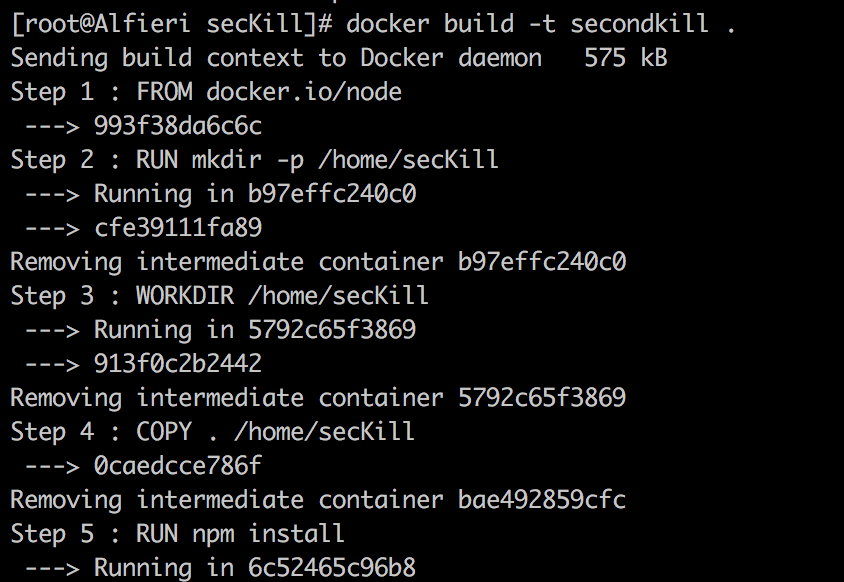 [root@Alfieri secKill]# docker build -t secondkill .
Sending build context to Docker daemon   575 kB
Step 1 : FROM docker.io/node
 ---> 993f38da6c6c
Step 2 : RUN mkdir -p /home/secKill
 ---> Running in b97effc240c0
 ---> cfe39111fa89
Removing intermediate container b97effc240c0
Step 3 : WORKDIR /home/secKill
 ---> Running in 5792c65f3869
 ---> 913f0c2b2442
Removing intermediate container 5792c65f3869
Step 4 : COPY . /home/secKill
 ---> 0caedcce786f
Removing intermediate container bae492859cfc
Step 5 : RUN npm install
 ---> Running in 6c52465c96b8